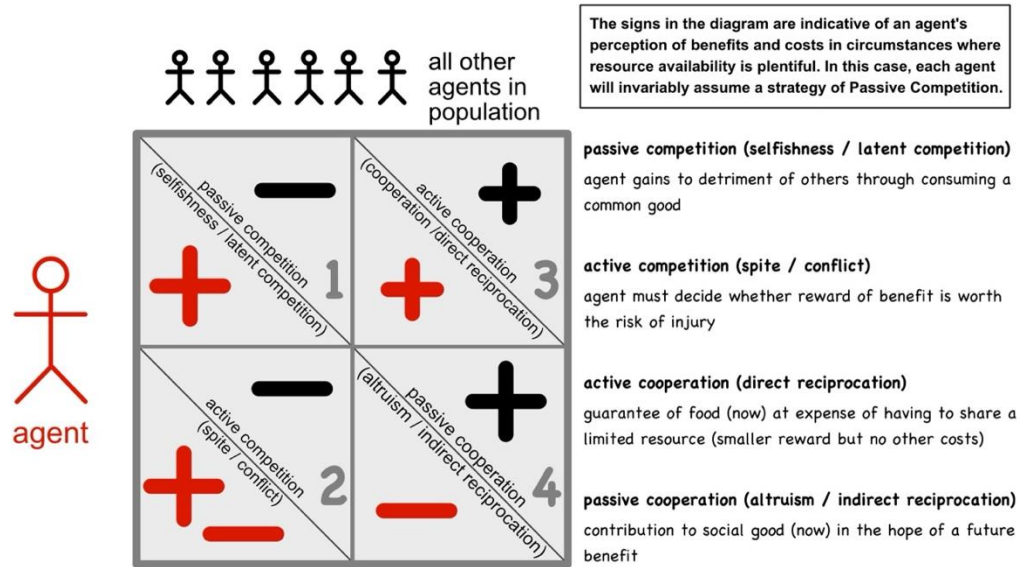 The signs in the diagram are indicative of an agent's
perception of benefits and costs in circumstances where
resource availability is plentiful. In this case, each agent
will invariably assume a strategy of Passive Competition.
all other
agents in
population
passive competition
(selfishness / latent competition)
1
active cooperation
(cooperation /direct reciprocation)
3
agent
active competition
(spite / conflict)
2
passive cooperation
(altruism / indirect reciprocation)
4
passive competition (selfishness / latent competition)
agent gains to detriment of others through consuming a
common good
active competition (spite / conflict)
agent must decide whether reward of benefit is worth
the risk of injury
active cooperation (direct reciprocation)
guarantee of food (now) at expense of having to share a
limited resource (smaller reward but no other costs)
passive cooperation (altruism / indirect reciprocation)
contribution to social good (now) in the hope of a future
benefit